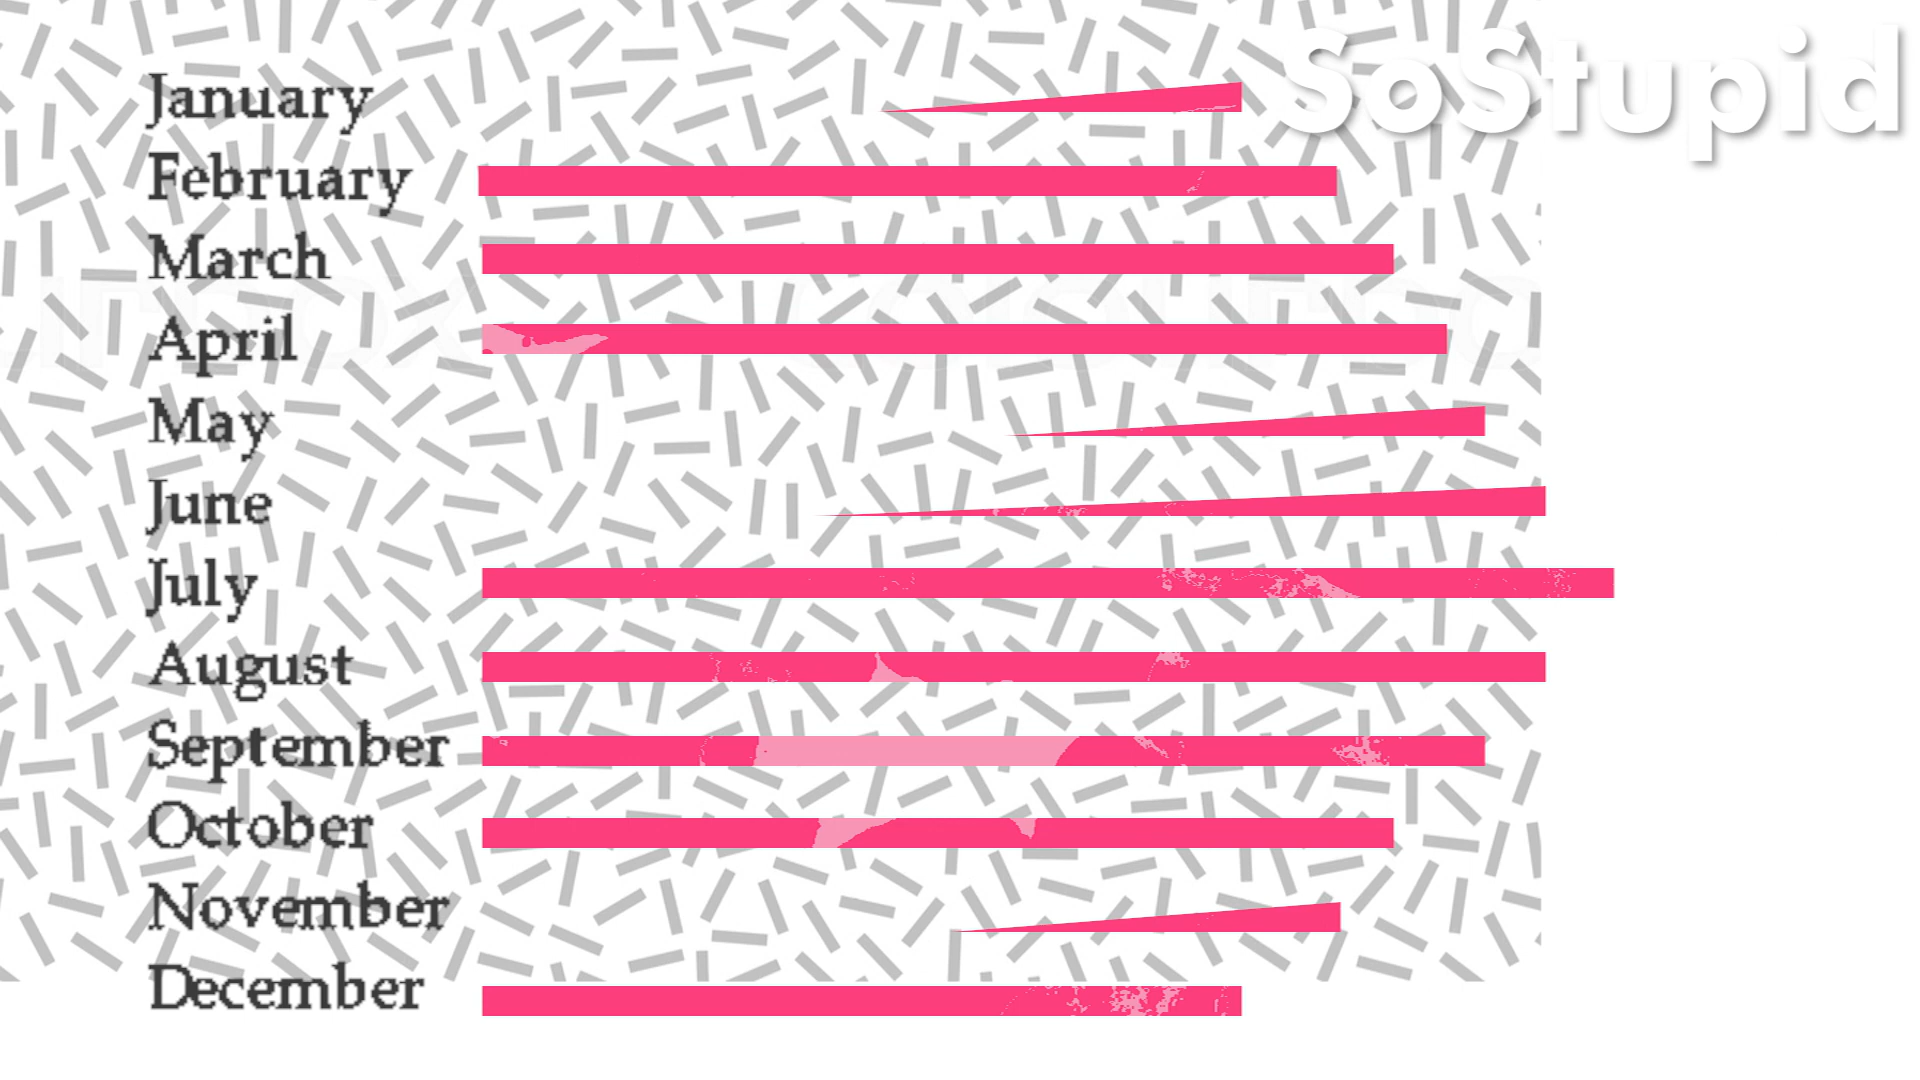 SoStupid
January
February
March
April
May
June
July
August
September
October
November
December